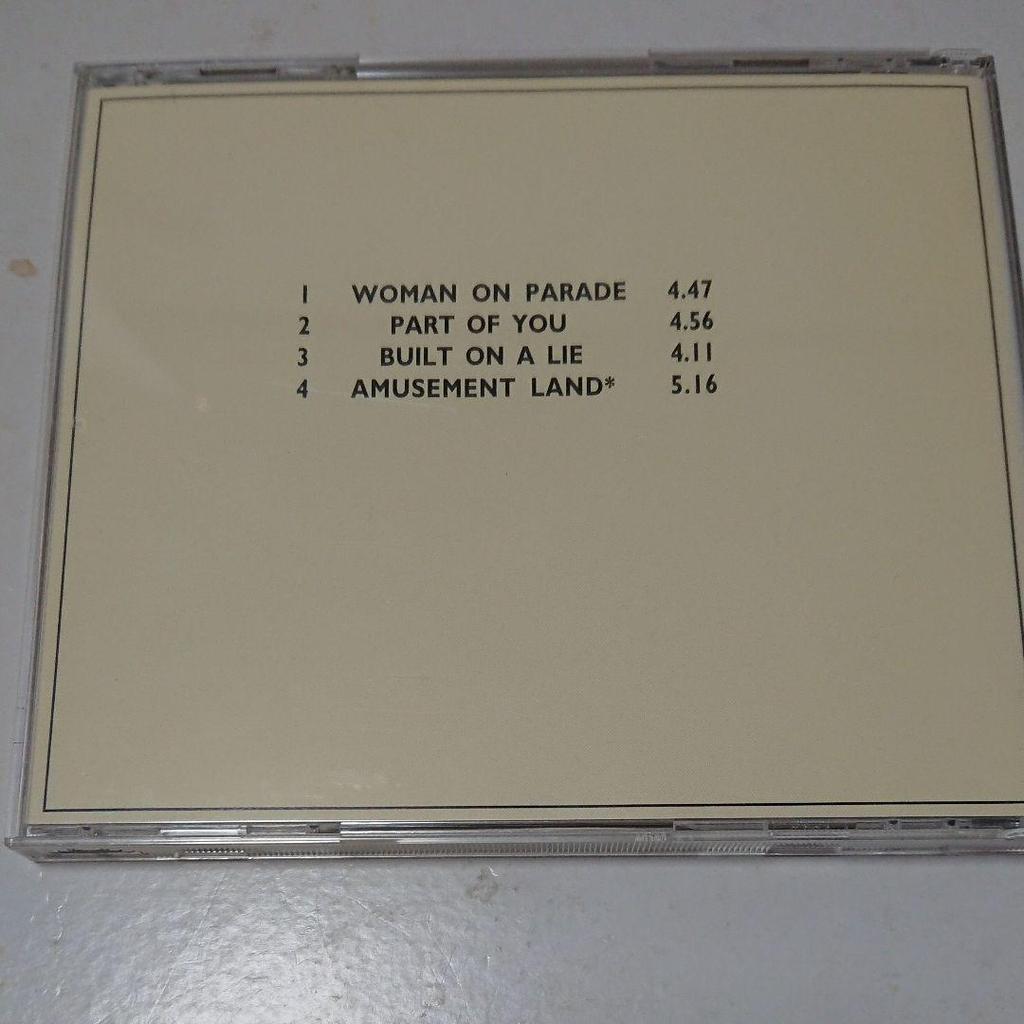 1 WOMAN ON PARADE 4.47
2 PART OF YOU 4.56
3 BUILT ON A LIE 4.11
4 AMUSEMENT LAND* 5.16